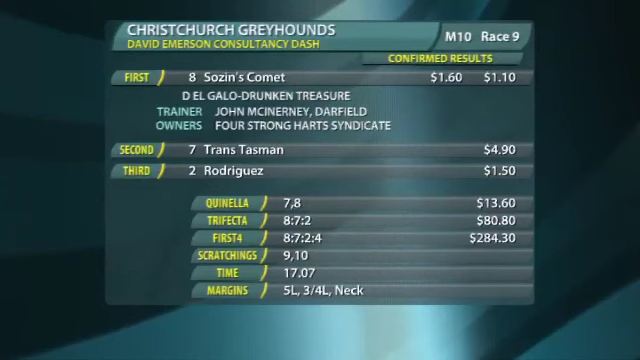 CHRISTCHURCH GREYHOUNDS M10 Race 9
DAVID EMERSON CONSULTANCY DASH
CONFIRMED RESULTS
FIRST 8 Sozin's Comet $1.60 $1.10
D EL GALO-DRUNKEN TREASURE
TRAINER JOHN MCINERNEY, DARFIELD
OWNERS FOUR STRONG HARTS SYNDICATE
SECOND 7 Trans Tasman $4.90
THIRD 2 Rodriguez $1.50
QUINELLA 7,8 $13.60
TRIFECTA 8:7:2 $80.80
FIRST4 8:7:2:4 $284.30
SCRATCHINGS 9,10
TIME 17.07
MARGINS 5L, 3/4L, Neck